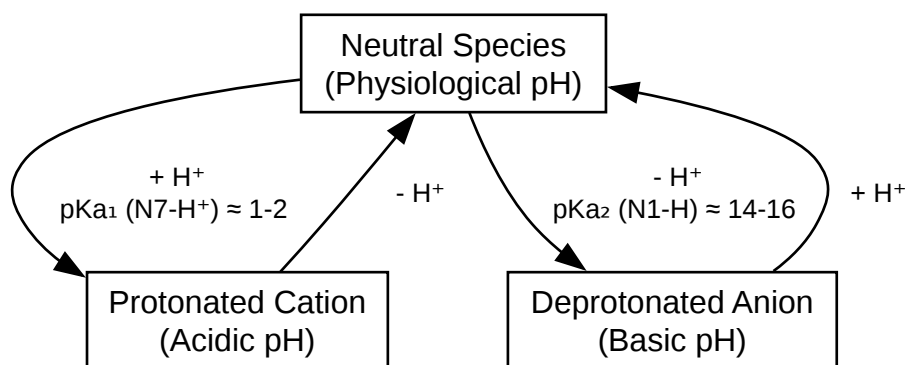 Neutral Species
(Physiological pH)
+ H⁺
pKa₁ (N7-H⁺) ≈ 1-2
- H⁺
- H⁺
pKa₂ (N1-H) ≈ 14-16
+ H⁺
Protonated Cation
(Acidic pH)
Deprotonated Anion
(Basic pH)